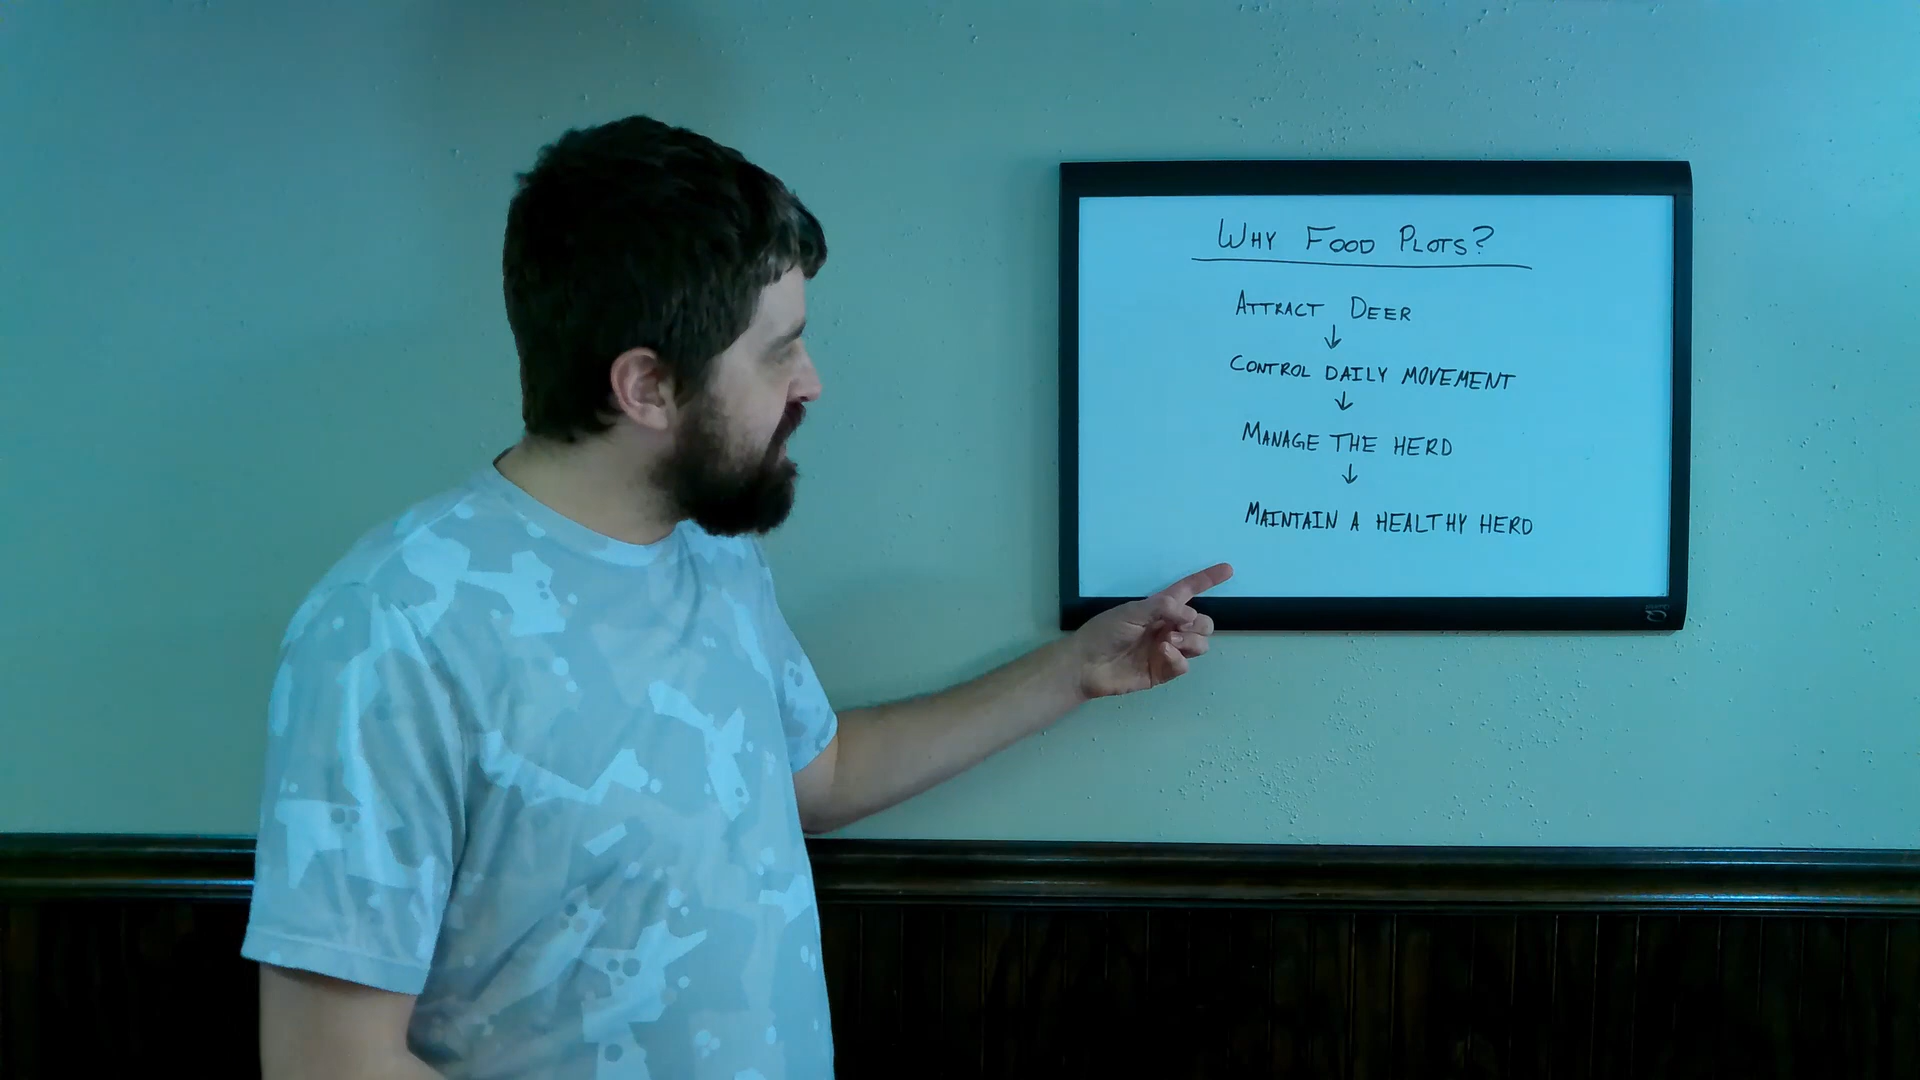 WHY FOOD PLOTS?
ATTRACT DEER
↓
CONTROL DAILY MOVEMENT
↓
MANAGE THE HERD
↓
MAINTAIN A HEALTHY HERD